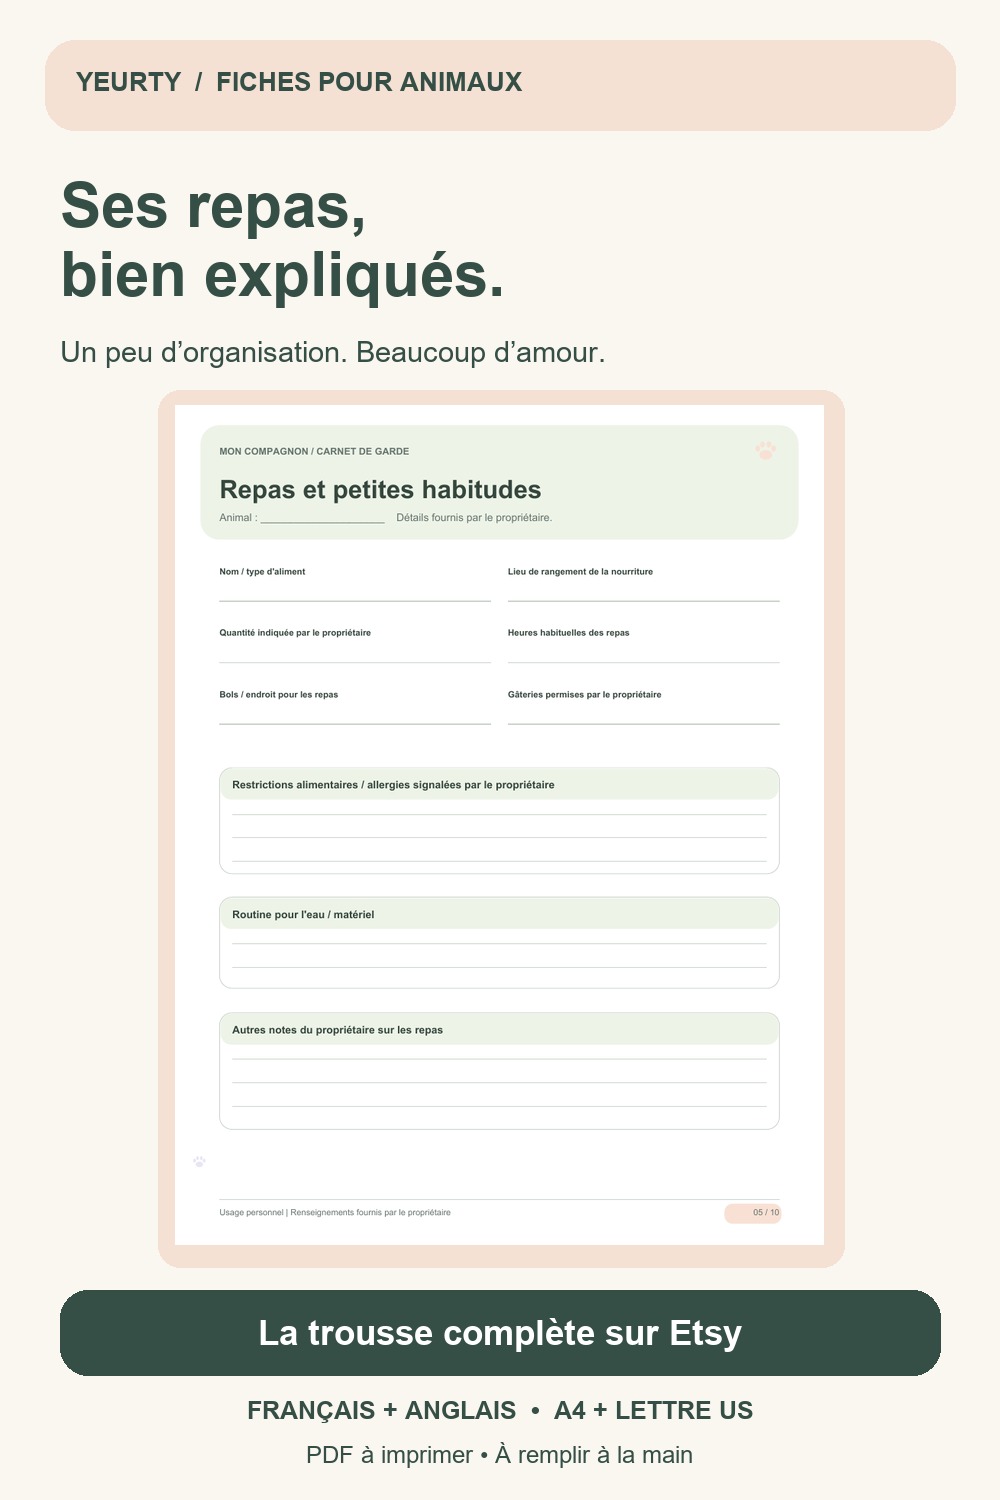 YEURTY / FICHES POUR ANIMAUX
Ses repas,
bien expliqués.
Un peu d’organisation. Beaucoup d’amour.
MON COMPAGNON / CARNET DE GARDE
Repas et petites habitudes
Animal : ______________________ Détails fournis par le propriétaire.
Nom / type d'aliment
Lieu de rangement de la nourriture
Quantité indiquée par le propriétaire
Heures habituelles des repas
Bols / endroit pour les repas
Gâteries permises par le propriétaire
Restrictions alimentaires / allergies signalées par le propriétaire
Routine pour l'eau / matériel
Autres notes du propriétaire sur les repas
Usage personnel | Renseignements fournis par le propriétaire
05 / 10
La trousse complète sur Etsy
FRANÇAIS + ANGLAIS • A4 + LETTRE US
PDF à imprimer • À remplir à la main